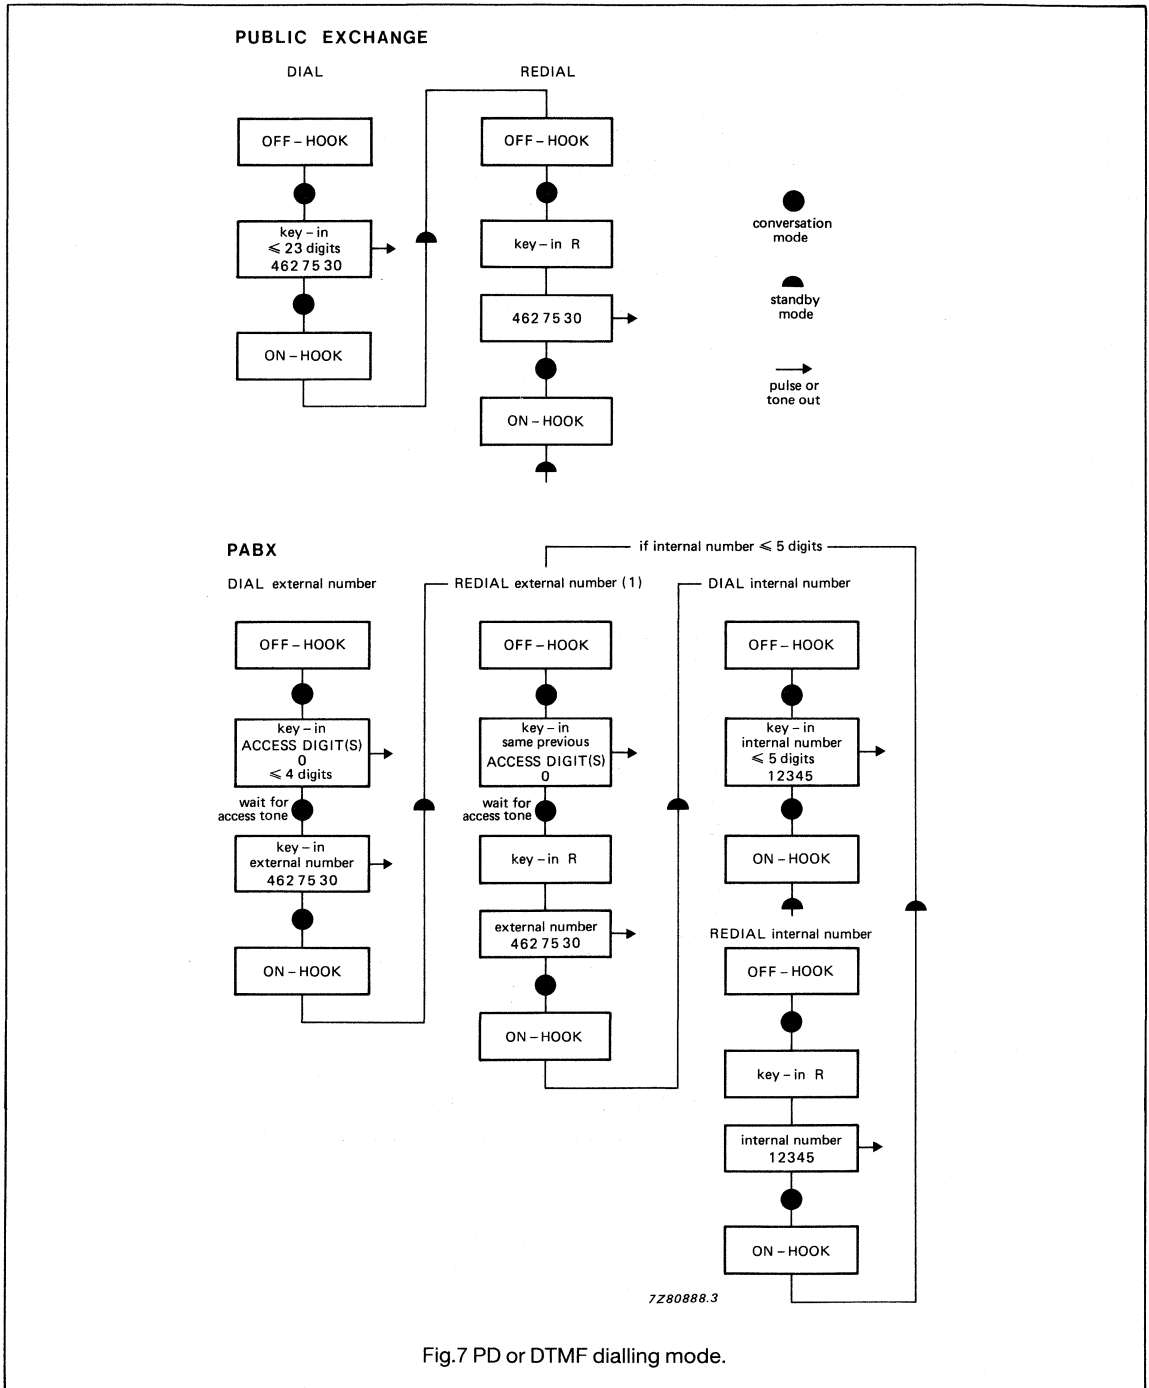 PUBLIC EXCHANGE
DIAL
OFF – HOOK
key – in
⩽ 23 digits
462 75 30
ON – HOOK
REDIAL
OFF – HOOK
key – in R
462 75 30
ON – HOOK
conversation
mode
standby
mode
pulse or
tone out
PABX
if internal number ⩽ 5 digits
DIAL external number
OFF – HOOK
key – in
ACCESS DIGIT(S)
0
⩽ 4 digits
wait for
access tone
key – in
external number
462 75 30
ON – HOOK
REDIAL external number (1)
OFF – HOOK
key – in
same previous
ACCESS DIGIT(S)
0
wait for
access tone
key – in R
external number
462 75 30
ON – HOOK
DIAL internal number
OFF – HOOK
key – in
internal number
⩽ 5 digits
12345
ON – HOOK
REDIAL internal number
OFF – HOOK
key – in R
internal number
12345
ON – HOOK
7Z80888.3
Fig.7 PD or DTMF dialling mode.